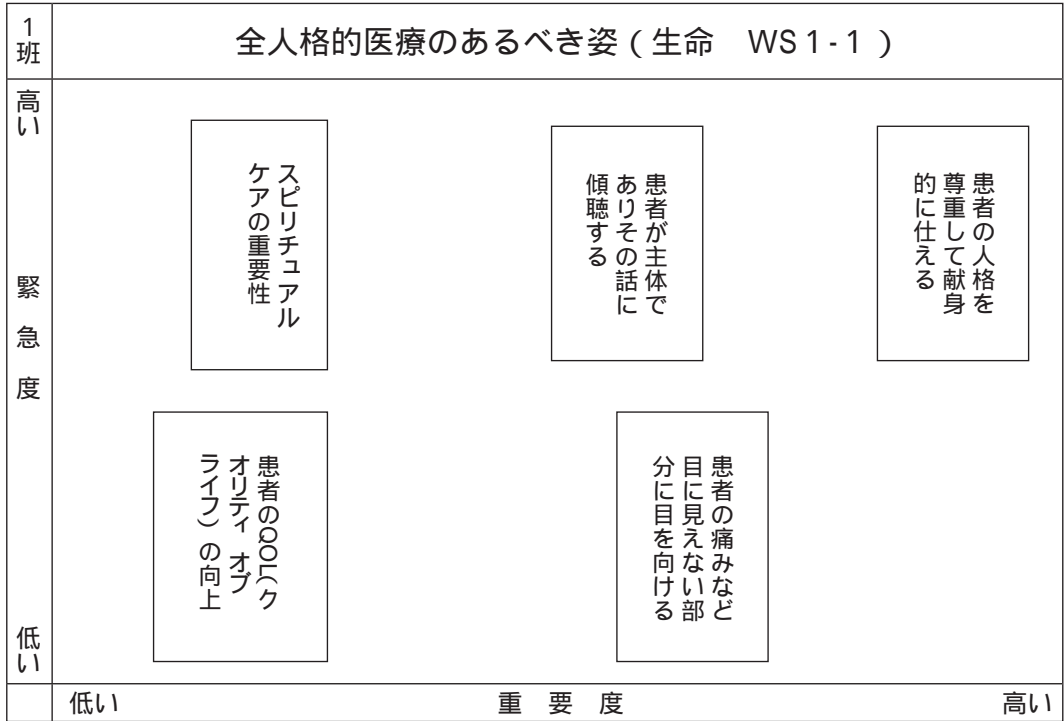 1
班
全人格的医療のあるべき姿(生命 WS1-1)
高い
緊急度
低い
スピリチュアル
ケアの重要性
患者が主体で
ありその話に
傾聴する
患者の人格を
尊重して献身
的に仕える
患者のQOL(ク
オリティ オブ
ライフ)の向上
患者の痛みなど
目に見えない部
分に目を向ける
低い
重要度
高い